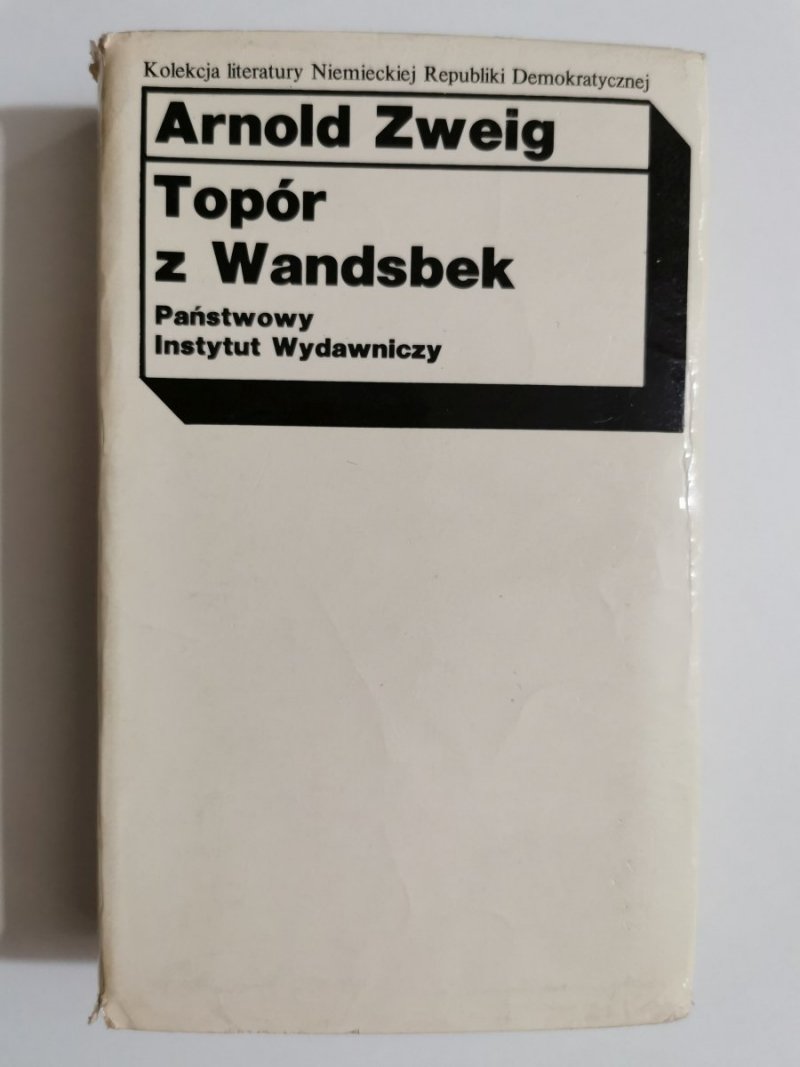 Kolekcja literatury Niemieckiej Republiki Demokratycznej
Arnold Zweig
Topór
z Wandsbek
Państwowy
Instytut Wydawniczy